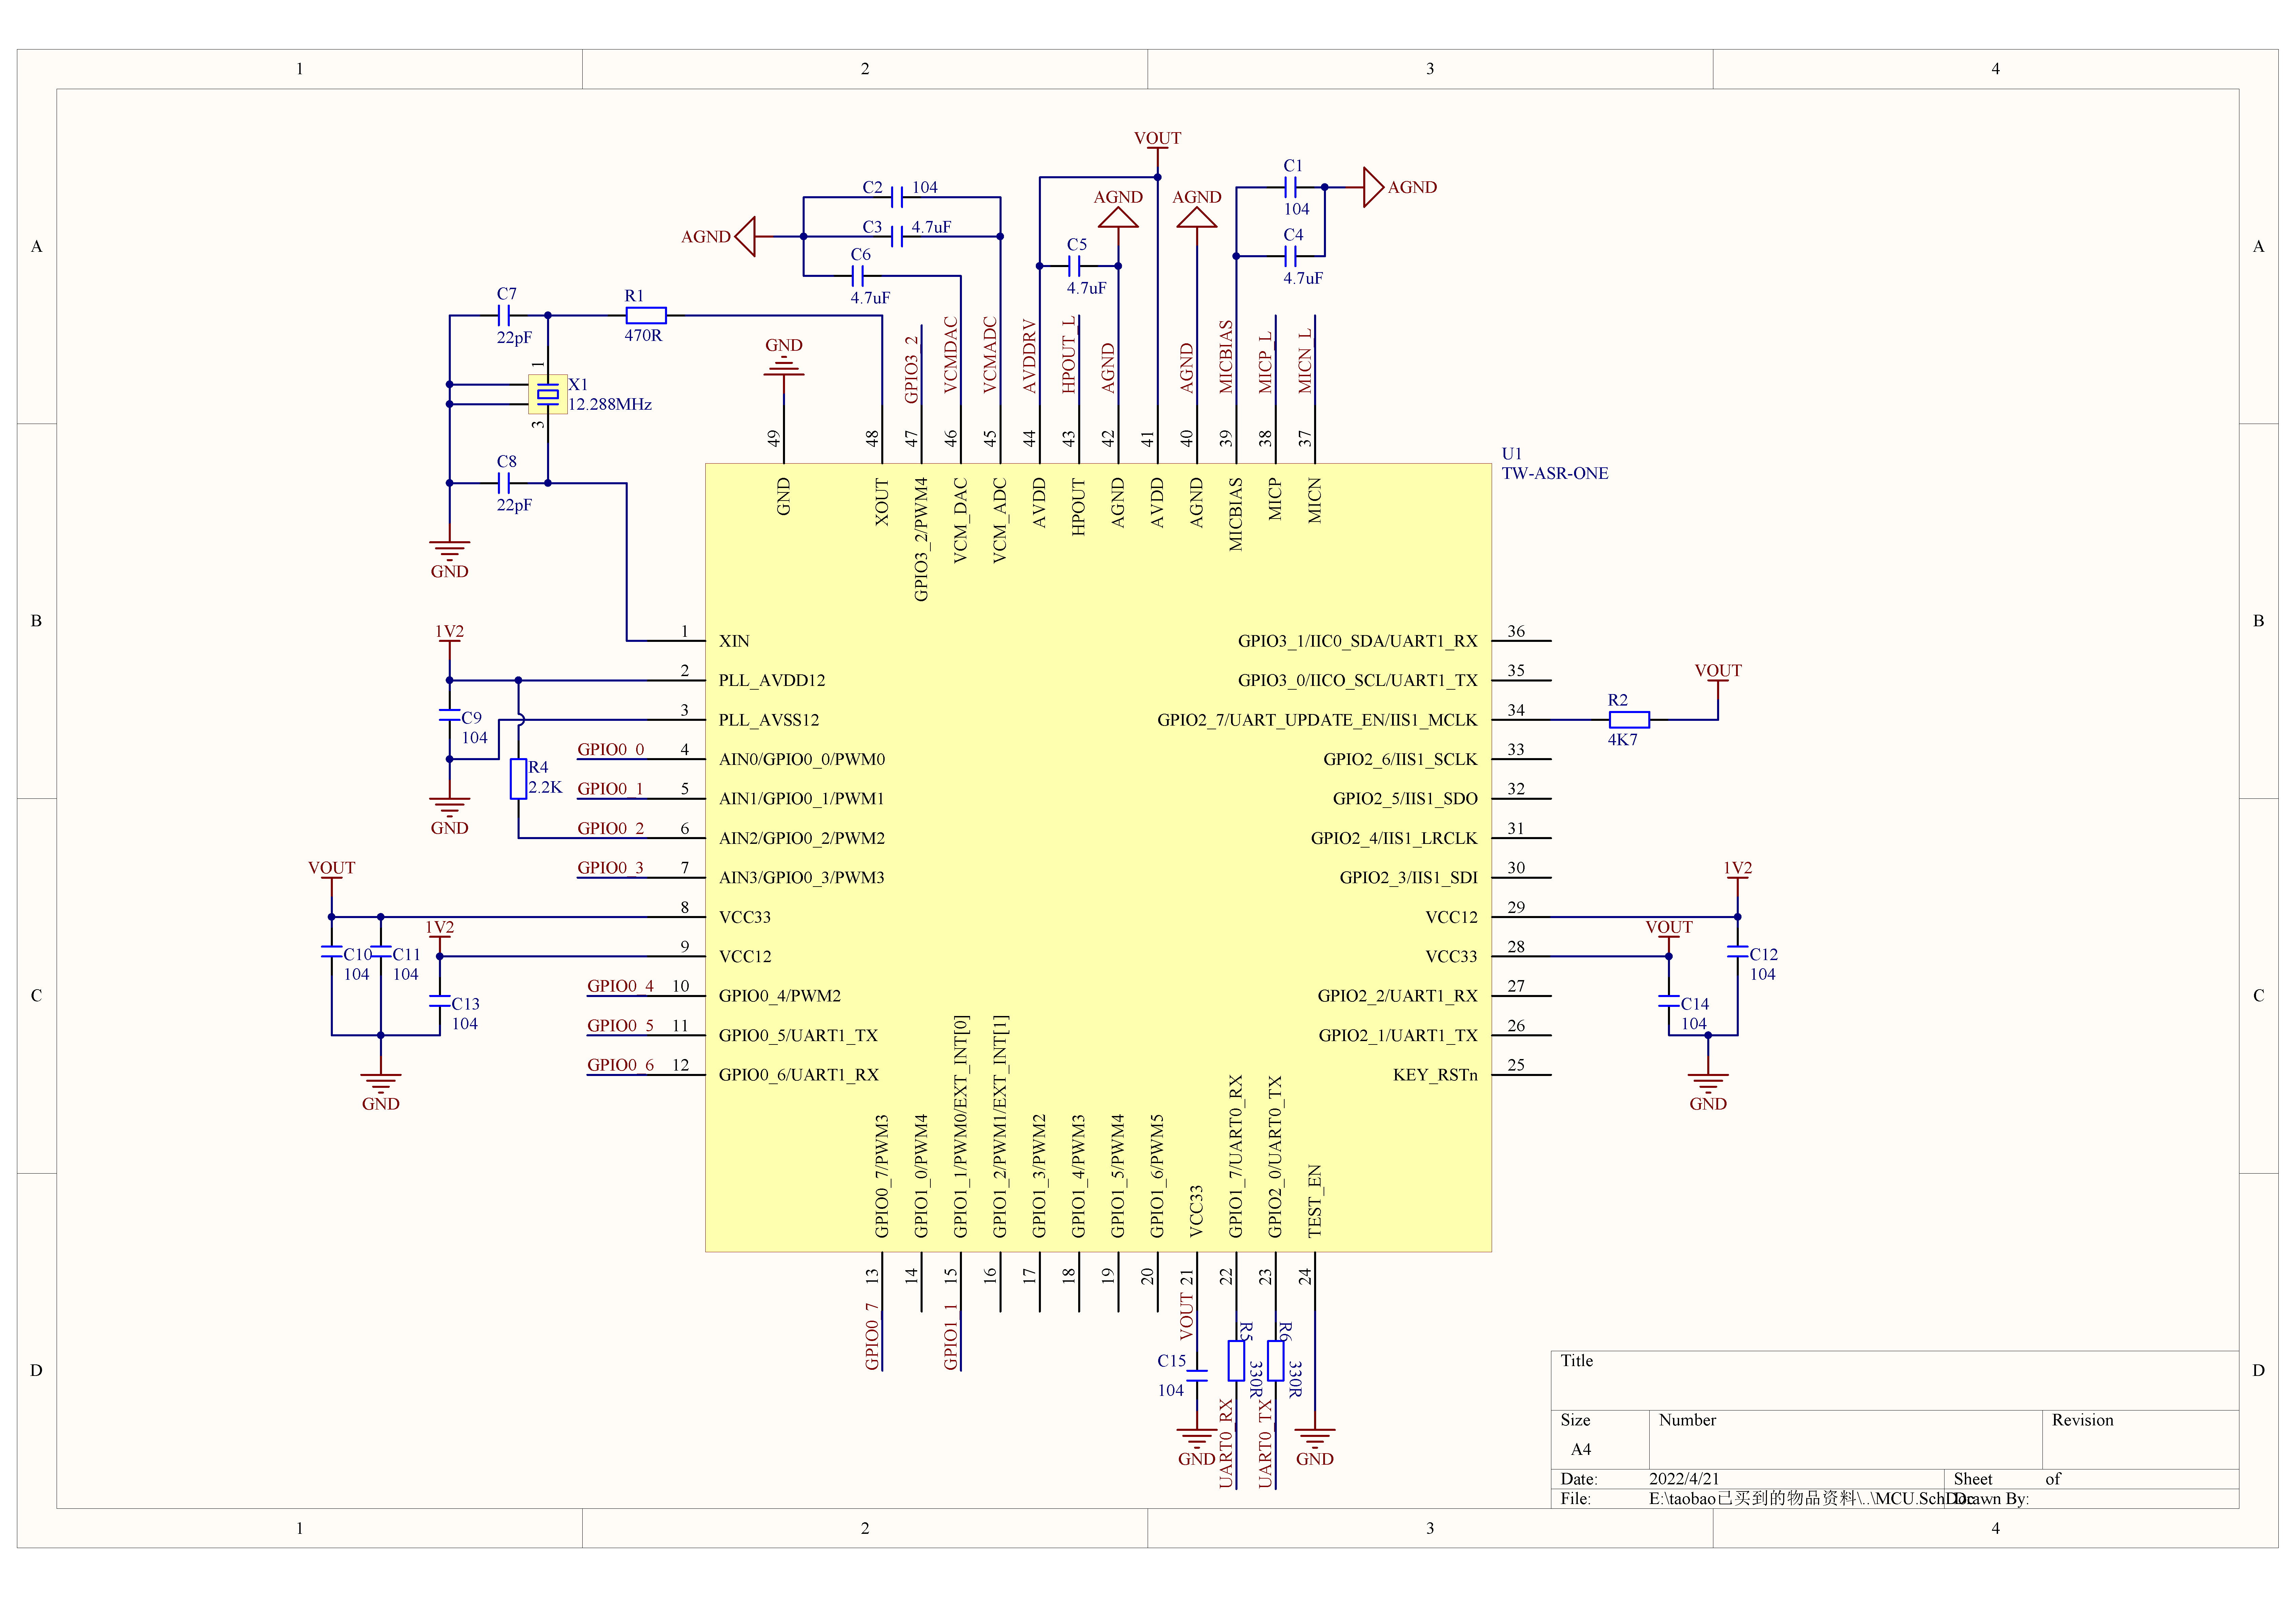 1
2
3
4
A
B
C
D
A
B
C
D
1
2
3
4
VOUT
C1
104
AGND
C4
4.7uF
AGND
AGND
C2
104
C3
4.7uF
AGND
C6
4.7uF
C5
4.7uF
C7
22pF
R1
470R
1
X1
12.288MHz
3
C8
22pF
GND
GND
GPIO3_2
VCMDAC
VCMADC
AVDDRV
HPOUT_L
AGND
AGND
MICBIAS
MICP_L
MICN_L
49
48
47
46
45
44
43
42
41
40
39
38
37
U1
TW-ASR-ONE
GND
XOUT
GPIO3_2/PWM4
VCM_DAC
VCM_ADC
AVDD
HPOUT
AGND
AVDD
AGND
MICBIAS
MICP
MICN
1V2
C9
104
GND
R4
2.2K
GPIO0_0
GPIO0_1
GPIO0_2
GPIO0_3
VOUT
C10
104
C11
104
1V2
C13
104
GND
GPIO0_4
GPIO0_5
GPIO0_6
1
XIN
2
PLL_AVDD12
3
PLL_AVSS12
4
AIN0/GPIO0_0/PWM0
5
AIN1/GPIO0_1/PWM1
6
AIN2/GPIO0_2/PWM2
7
AIN3/GPIO0_3/PWM3
8
VCC33
9
VCC12
10
GPIO0_4/PWM2
11
GPIO0_5/UART1_TX
12
GPIO0_6/UART1_RX
GPIO3_1/IIC0_SDA/UART1_RX
36
GPIO3_0/IICO_SCL/UART1_TX
35
GPIO2_7/UART_UPDATE_EN/IIS1_MCLK
34
GPIO2_6/IIS1_SCLK
33
GPIO2_5/IIS1_SDO
32
GPIO2_4/IIS1_LRCLK
31
GPIO2_3/IIS1_SDI
30
VCC12
29
VCC33
28
GPIO2_2/UART1_RX
27
GPIO2_1/UART1_TX
26
KEY_RSTn
25
R2
4K7
VOUT
1V2
VOUT
C12
104
C14
104
GND
GPIO0_7/PWM3
GPIO1_0/PWM4
GPIO1_1/PWM0/EXT_INT[0]
GPIO1_2/PWM1/EXT_INT[1]
GPIO1_3/PWM2
GPIO1_4/PWM3
GPIO1_5/PWM4
GPIO1_6/PWM5
VCC33
GPIO1_7/UART0_RX
GPIO2_0/UART0_TX
TEST_EN
13
14
15
16
17
18
19
20
21
22
23
24
GPIO0_7
GPIO1_1
VOUT
C15
104
GND
R5
330R
UART0_RX
R6
330R
UART0_TX
GND
Title
Size
A4
Number
Revision
Date:
2022/4/21
Sheet of
File:
E:\taobao已买到的物品资料\..\MCU.SchDoc
Drawn By: